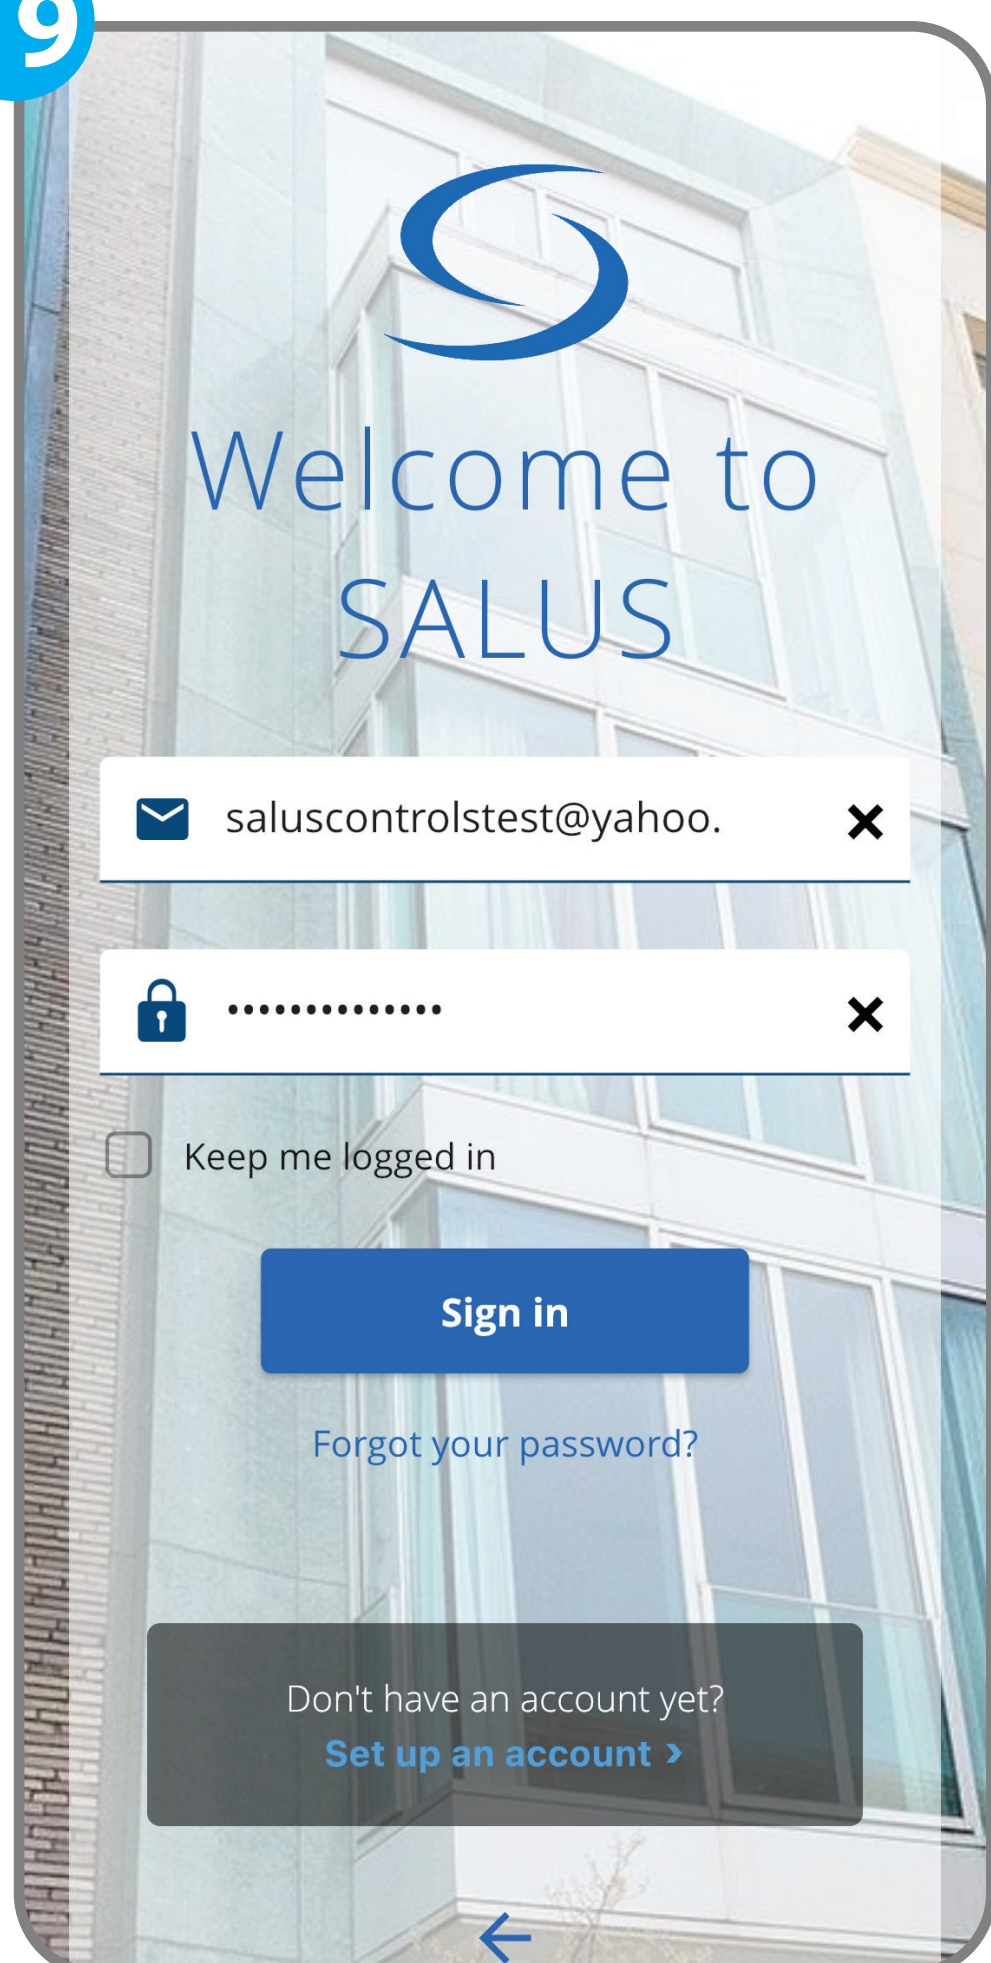 9
Welcome to
SALUS
saluscontrolstest@yahoo.
••••••••••••••
Keep me logged in
Sign in
Forgot your password?
Don't have an account yet?
Set up an account ›